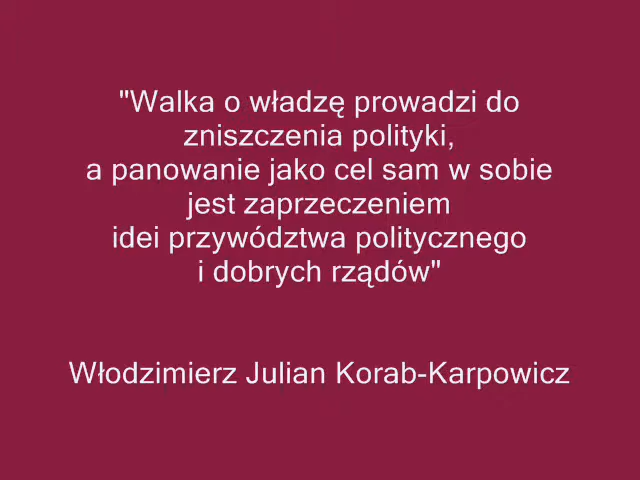 "Walka o władzę prowadzi do
zniszczenia polityki,
a panowanie jako cel sam w sobie
jest zaprzeczeniem
idei przywództwa politycznego
i dobrych rządów"
Włodzimierz Julian Korab-Karpowicz